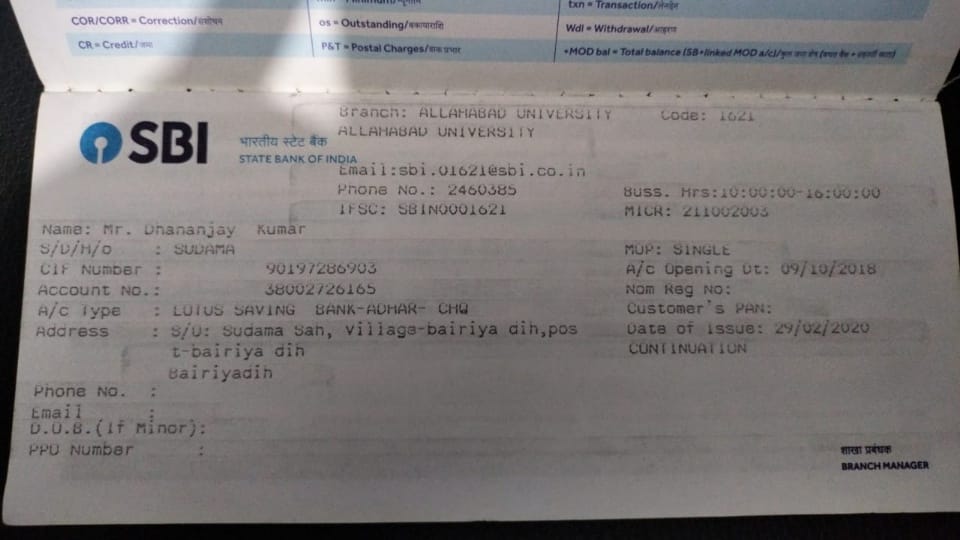 COR/CORR = Correction/संशोधन
CR = Credit/जमा
os = Outstanding/बकायाराशि
P&T = Postal Charges/डाक प्रभार
txn = Transaction/लेनदेन
Wdl = Withdrawal/आहरण
+MOD bal = Total balance (SB+linked MOD a/c)/
SBI
भारतीय स्टेट बैंक
STATE BANK OF INDIA
Branch: ALLAHABAD UNIVERSITY Code: 1621
ALLAHABAD UNIVERSITY
Email:sbi.01621@sbi.co.in
Phone No.: 2460385 Buss. Hrs:10:00:00-16:00:00
IFSC: SBIN0001621 MICR: 211002003
Name: Mr. Dhananjay Kumar
S/D/H/o : SUDAMA MOP: SINGLE
CIF Number : 90197286903 A/c Opening Dt: 09/10/2018
Account No.: 38002726165 Nom Reg No:
A/c Type : LOTUS SAVING BANK-ADHAR- CHQ Customer's PAN:
Address : S/O: Sudama Sah, Village-bairiya dih,pos Date of Issue: 29/02/2020
t-bairiya dih CONTINUATION
Bairiyadih
Phone No. :
Email :
D.O.B.(If Minor):
PPO Number :
शाखा प्रबंधक
BRANCH MANAGER